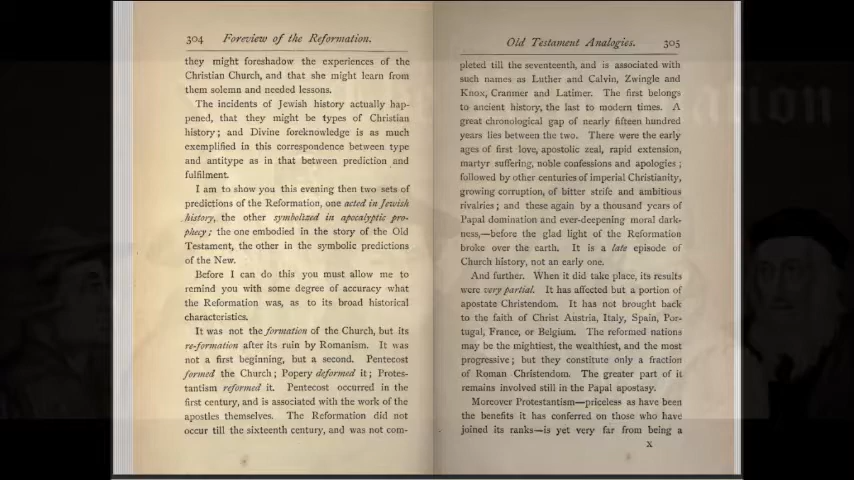 304 Foreview of the Reformation.
they might foreshadow the experiences of the
Christian Church, and that she might learn from
them solemn and needed lessons.
The incidents of Jewish history actually hap-
pened, that they might be types of Christian
history; and Divine foreknowledge is as much
exemplified in this correspondence between type
and antitype as in that between prediction and
fulfilment.
I am to show you this evening then two sets of
predictions of the Reformation, one acted in Jewish
history, the other symbolized in apocalyptic pro-
phecy; the one embodied in the story of the Old
Testament, the other in the symbolic predictions
of the New.
Before I can do this you must allow me to
remind you with some degree of accuracy what
the Reformation was, as to its broad historical
characteristics.
It was not the formation of the Church, but its
re-formation after its ruin by Romanism. It was
not a first beginning, but a second. Pentecost
formed the Church; Popery deformed it; Protes-
tantism reformed it. Pentecost occurred in the
first century, and is associated with the work of the
apostles themselves. The Reformation did not
occur till the sixteenth century, and was not com-
Old Testament Analogies. 305
pleted till the seventeenth, and is associated with
such names as Luther and Calvin, Zwingle and
Knox, Cranmer and Latimer. The first belongs
to ancient history, the last to modern times. A
great chronological gap of nearly fifteen hundred
years lies between the two. There were the early
ages of first love, apostolic zeal, rapid extension,
martyr suffering, noble confessions and apologies;
followed by other centuries of imperial Christianity,
growing corruption, of bitter strife and ambitious
rivalries; and these again by a thousand years of
Papal domination and ever-deepening moral dark-
ness,—before the glad light of the Reformation
broke over the earth. It is a late episode of
Church history, not an early one.
And further. When it did take place, its results
were very partial. It has affected but a portion of
apostate Christendom. It has not brought back
to the faith of Christ Austria, Italy, Spain, Por-
tugal, France, or Belgium. The reformed nations
may be the mightiest, the wealthiest, and the most
progressive; but they constitute only a fraction
of Roman Christendom. The greater part of it
remains involved still in the Papal apostasy.
Moreover Protestantism—priceless as have been
the benefits it has conferred on those who have
joined its ranks—is yet very far from being a
X